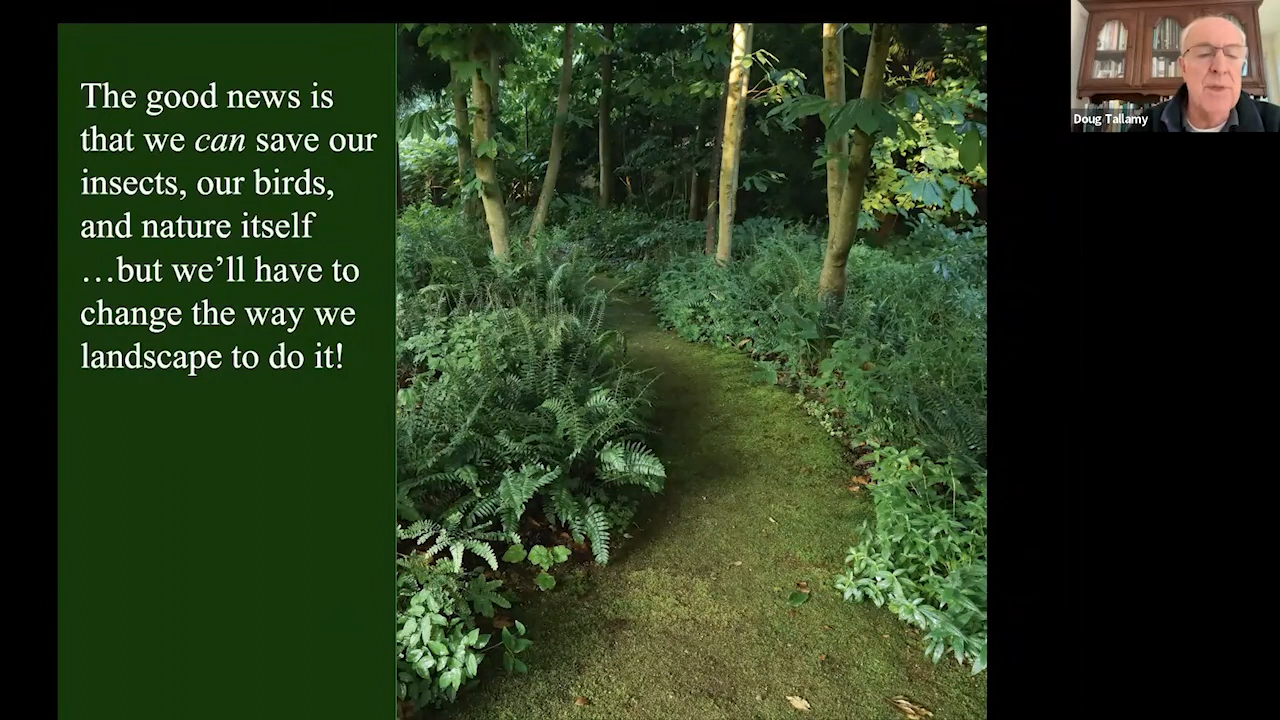 The good news is
that we can save our
insects, our birds,
and nature itself
…but we’ll have to
change the way we
landscape to do it!
Doug Tallamy